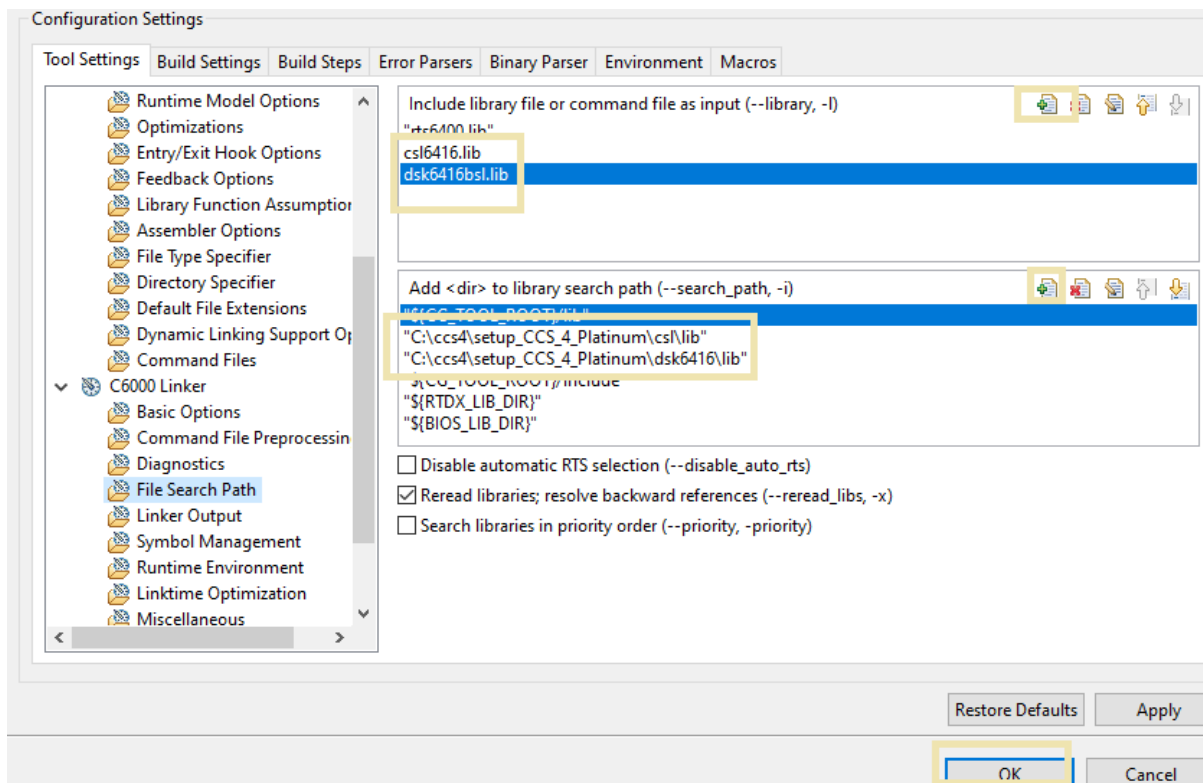 Configuration Settings
Tool Settings
Build Settings
Build Steps
Error Parsers
Binary Parser
Environment
Macros
Runtime Model Options
Optimizations
Entry/Exit Hook Options
Feedback Options
Library Function Assumption
Assembler Options
File Type Specifier
Directory Specifier
Default File Extensions
Dynamic Linking Support Op
Command Files
C6000 Linker
Basic Options
Command File Preprocessin
Diagnostics
File Search Path
Linker Output
Symbol Management
Runtime Environment
Linktime Optimization
Miscellaneous
Include library file or command file as input (--library, -l)
"rts6400.lib"
csl6416.lib
dsk6416bsl.lib
Add <dir> to library search path (--search_path, -i)
"${CG_TOOL_ROOT}/lib"
"C:\ccs4\setup_CCS_4_Platinum\csl\lib"
"C:\ccs4\setup_CCS_4_Platinum\dsk6416\lib"
"${CG_TOOL_ROOT}/include"
"${RTDX_LIB_DIR}"
"${BIOS_LIB_DIR}"
Disable automatic RTS selection (--disable_auto_rts)
Reread libraries; resolve backward references (--reread_libs, -x)
Search libraries in priority order (--priority, -priority)
Restore Defaults
Apply
OK
Cancel